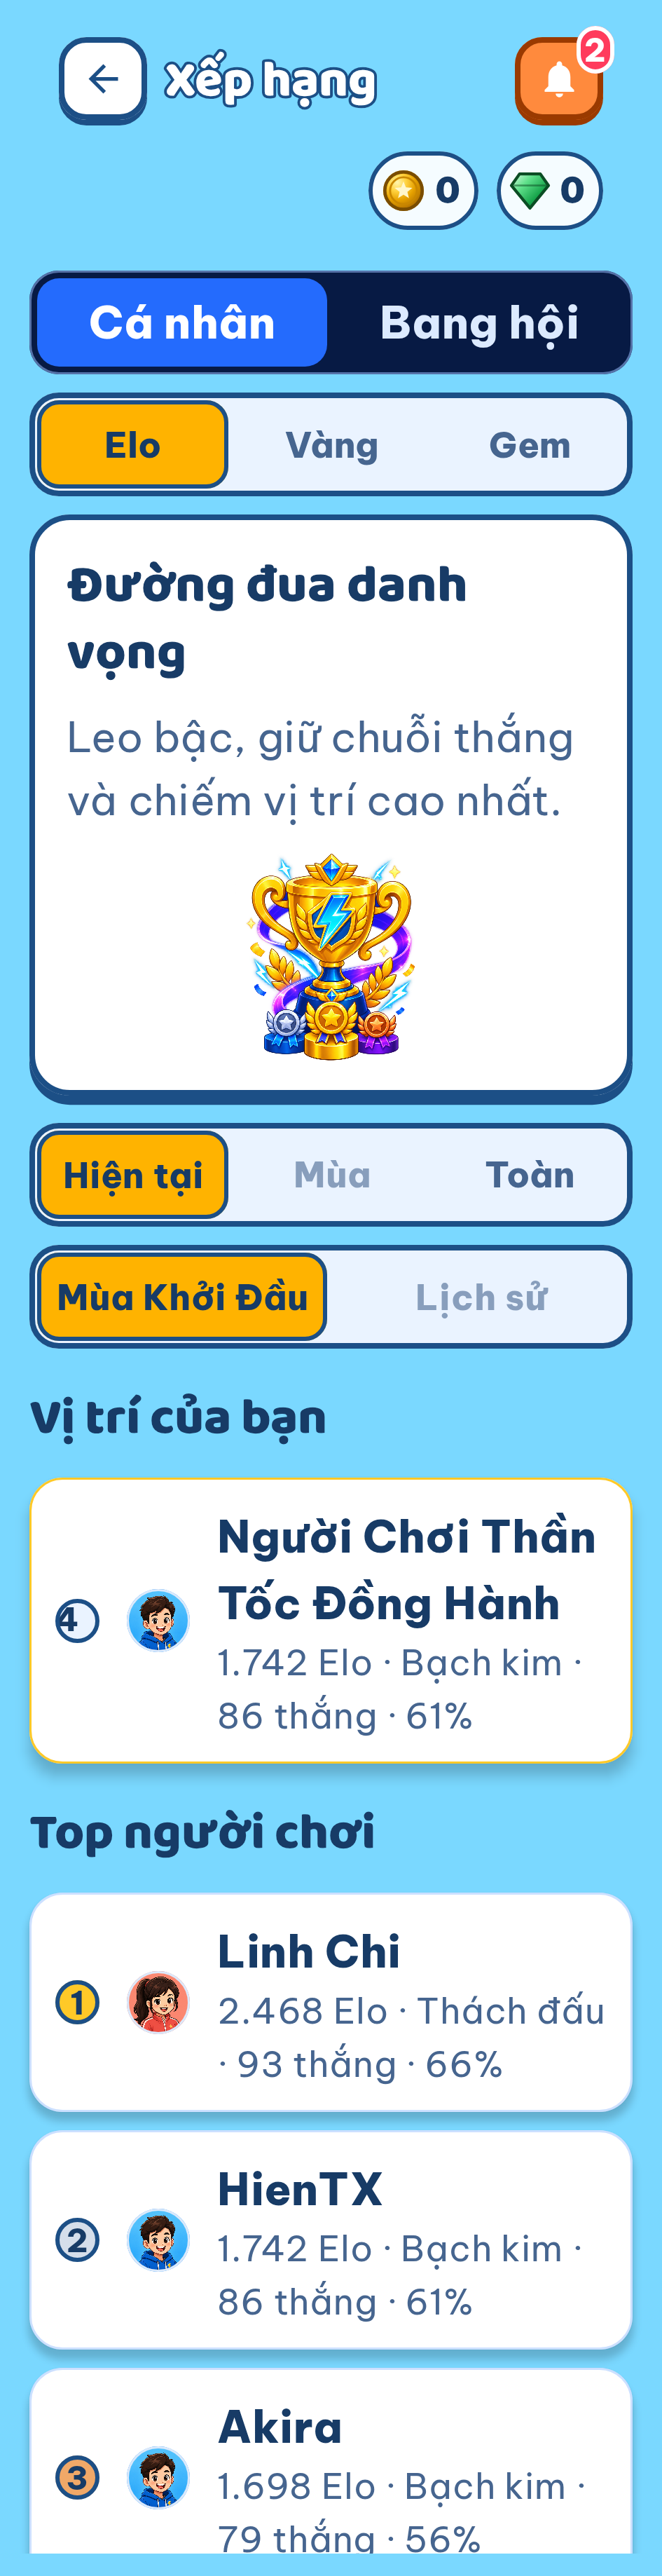 Xếp hạng
2
0
0
Cá nhân
Bang hội
Elo
Vàng
Gem
Đường đua danh
vọng
Leo bậc, giữ chuỗi thắng
và chiếm vị trí cao nhất.
Hiện tại
Mùa
Toàn
Mùa Khởi Đầu
Lịch sử
Vị trí của bạn
4
Người Chơi Thần
Tốc Đồng Hành
1.742 Elo · Bạch kim ·
86 thắng · 61%
Top người chơi
1
Linh Chi
2.468 Elo · Thách đấu
· 93 thắng · 66%
2
HienTX
1.742 Elo · Bạch kim ·
86 thắng · 61%
3
Akira
1.698 Elo · Bạch kim ·
79 thắng · 56%